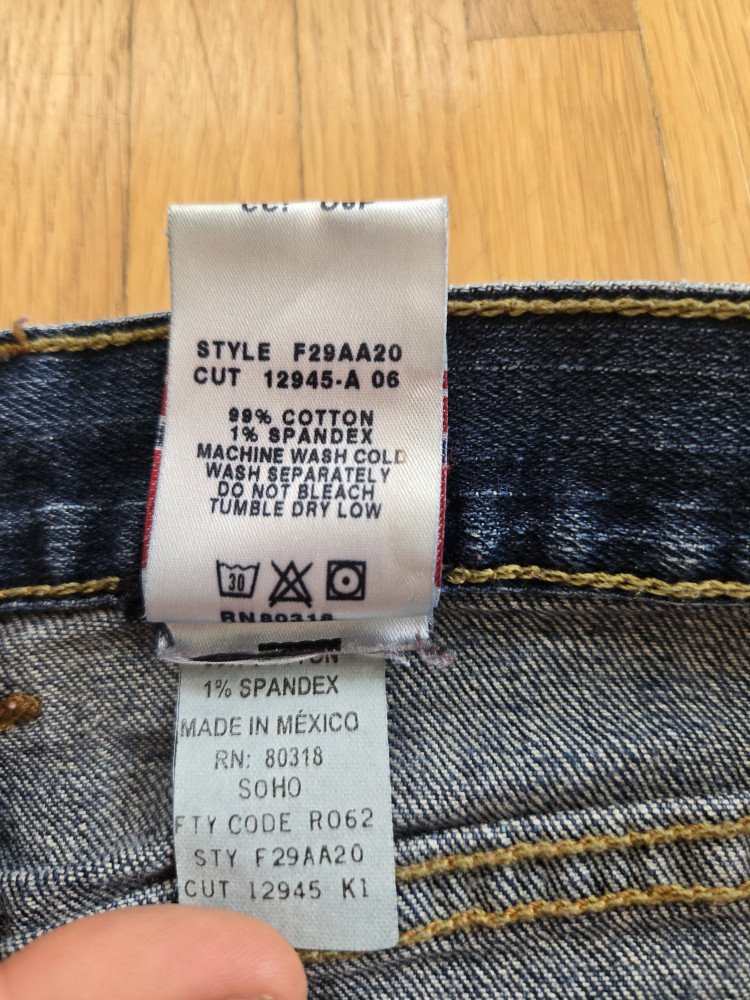 STYLE F29AA20
CUT 12945-A 06
99% COTTON
1% SPANDEX
MACHINE WASH COLD
WASH SEPARATELY
DO NOT BLEACH
TUMBLE DRY LOW
30
RN80318
1% SPANDEX
MADE IN MÉXICO
RN: 80318
SOHO
FTY CODE R062
STY F29AA20
CUT 12945 K1